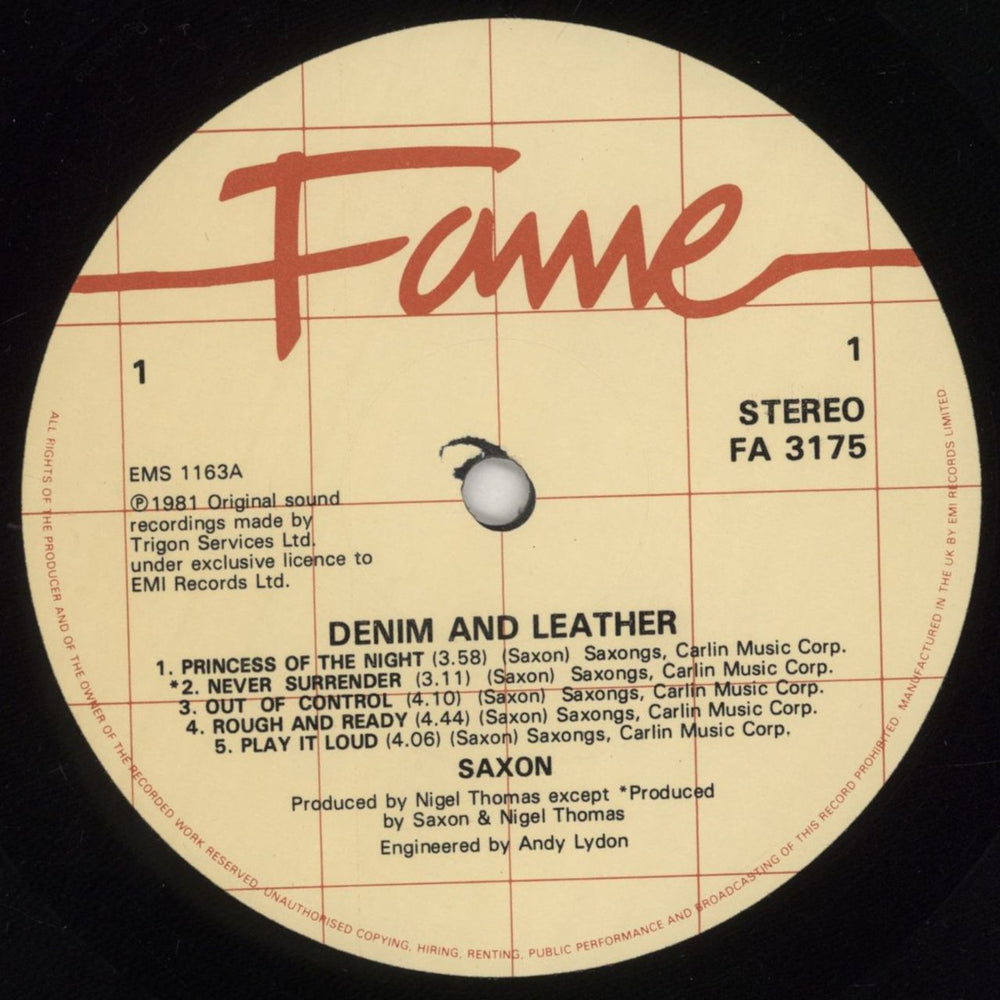 Fame
1
1
STEREO
FA 3175
EMS 1163A
℗1981 Original sound
recordings made by
Trigon Services Ltd.
under exclusive licence to
EMI Records Ltd.
DENIM AND LEATHER
1. PRINCESS OF THE NIGHT (3.58) (Saxon) Saxongs, Carlin Music Corp.
*2. NEVER SURRENDER (3.11) (Saxon) Saxongs, Carlin Music Corp.
3. OUT OF CONTROL (4.10) (Saxon) Saxongs, Carlin Music Corp.
4. ROUGH AND READY (4.44) (Saxon) Saxongs, Carlin Music Corp.
5. PLAY IT LOUD (4.06) (Saxon) Saxongs, Carlin Music Corp.
SAXON
Produced by Nigel Thomas except *Produced
by Saxon & Nigel Thomas
Engineered by Andy Lydon
ALL RIGHTS OF THE PRODUCER AND OF THE OWNER OF THE RECORDED WORK RESERVED. UNAUTHORISED COPYING, HIRING, RENTING, PUBLIC PERFORMANCE AND BROADCASTING OF THIS RECORD PROHIBITED. MANUFACTURED IN THE UK BY EMI RECORDS LIMITED.